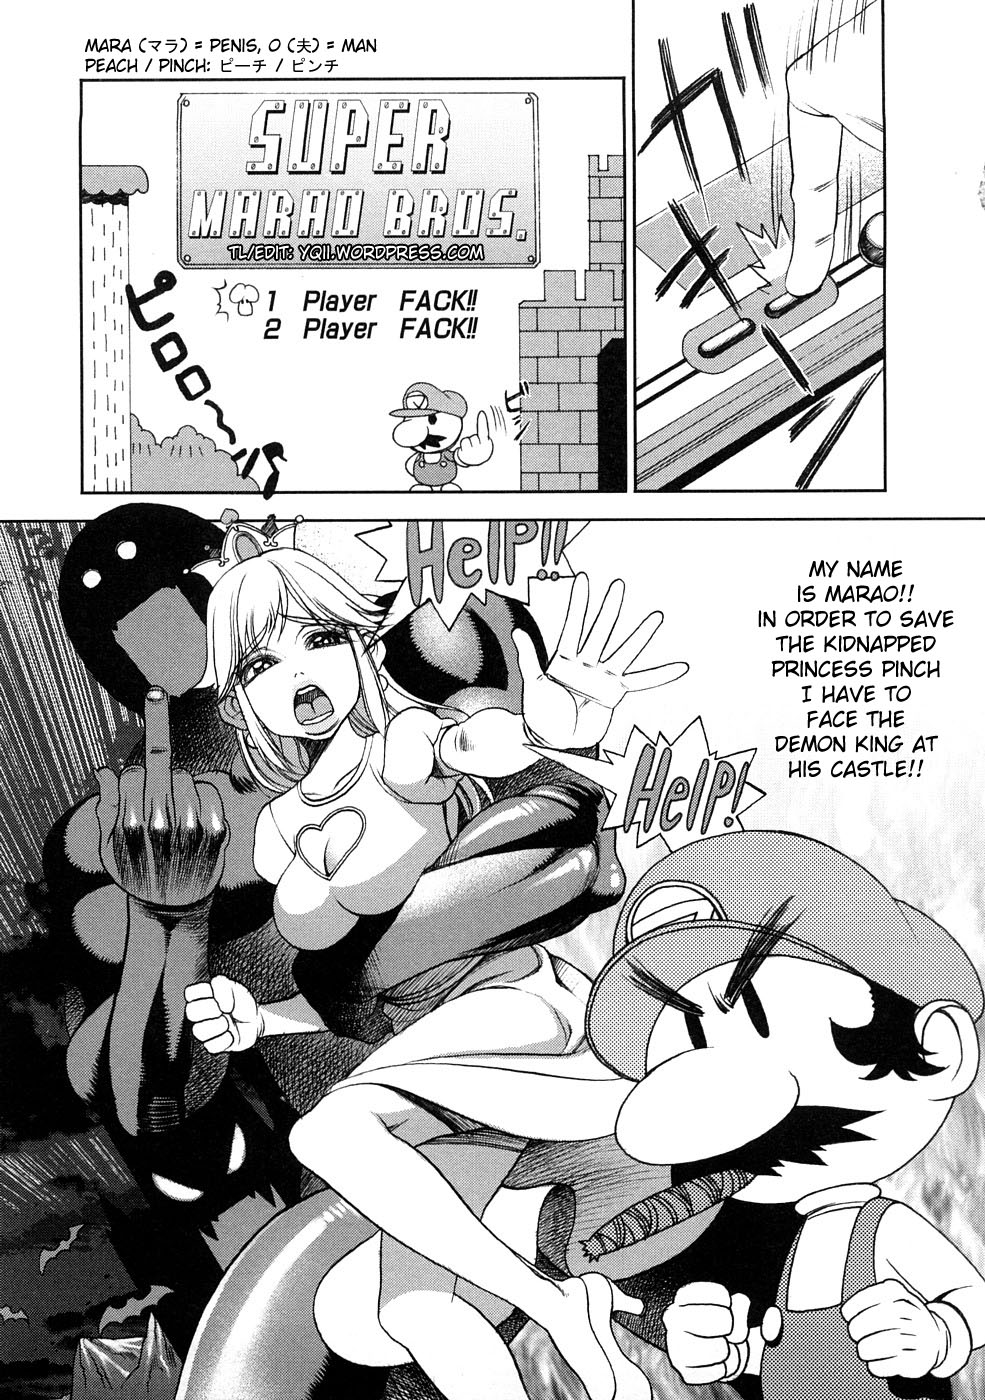 MARA (マラ) = PENIS, O (夫) = MAN
PEACH / PINCH: ピーチ / ピンチ
SUPER
MARAO BROS.
TL/EDIT: YQII.WORDPRESS.COM
1 Player FACK!!
2 Player FACK!!
ピロロ〜ん
ビ
Help!!
MY NAME
IS MARAO!!
IN ORDER TO SAVE
THE KIDNAPPED
PRINCESS PINCH
I HAVE TO
FACE THE
DEMON KING AT
HIS CASTLE!!
Help!